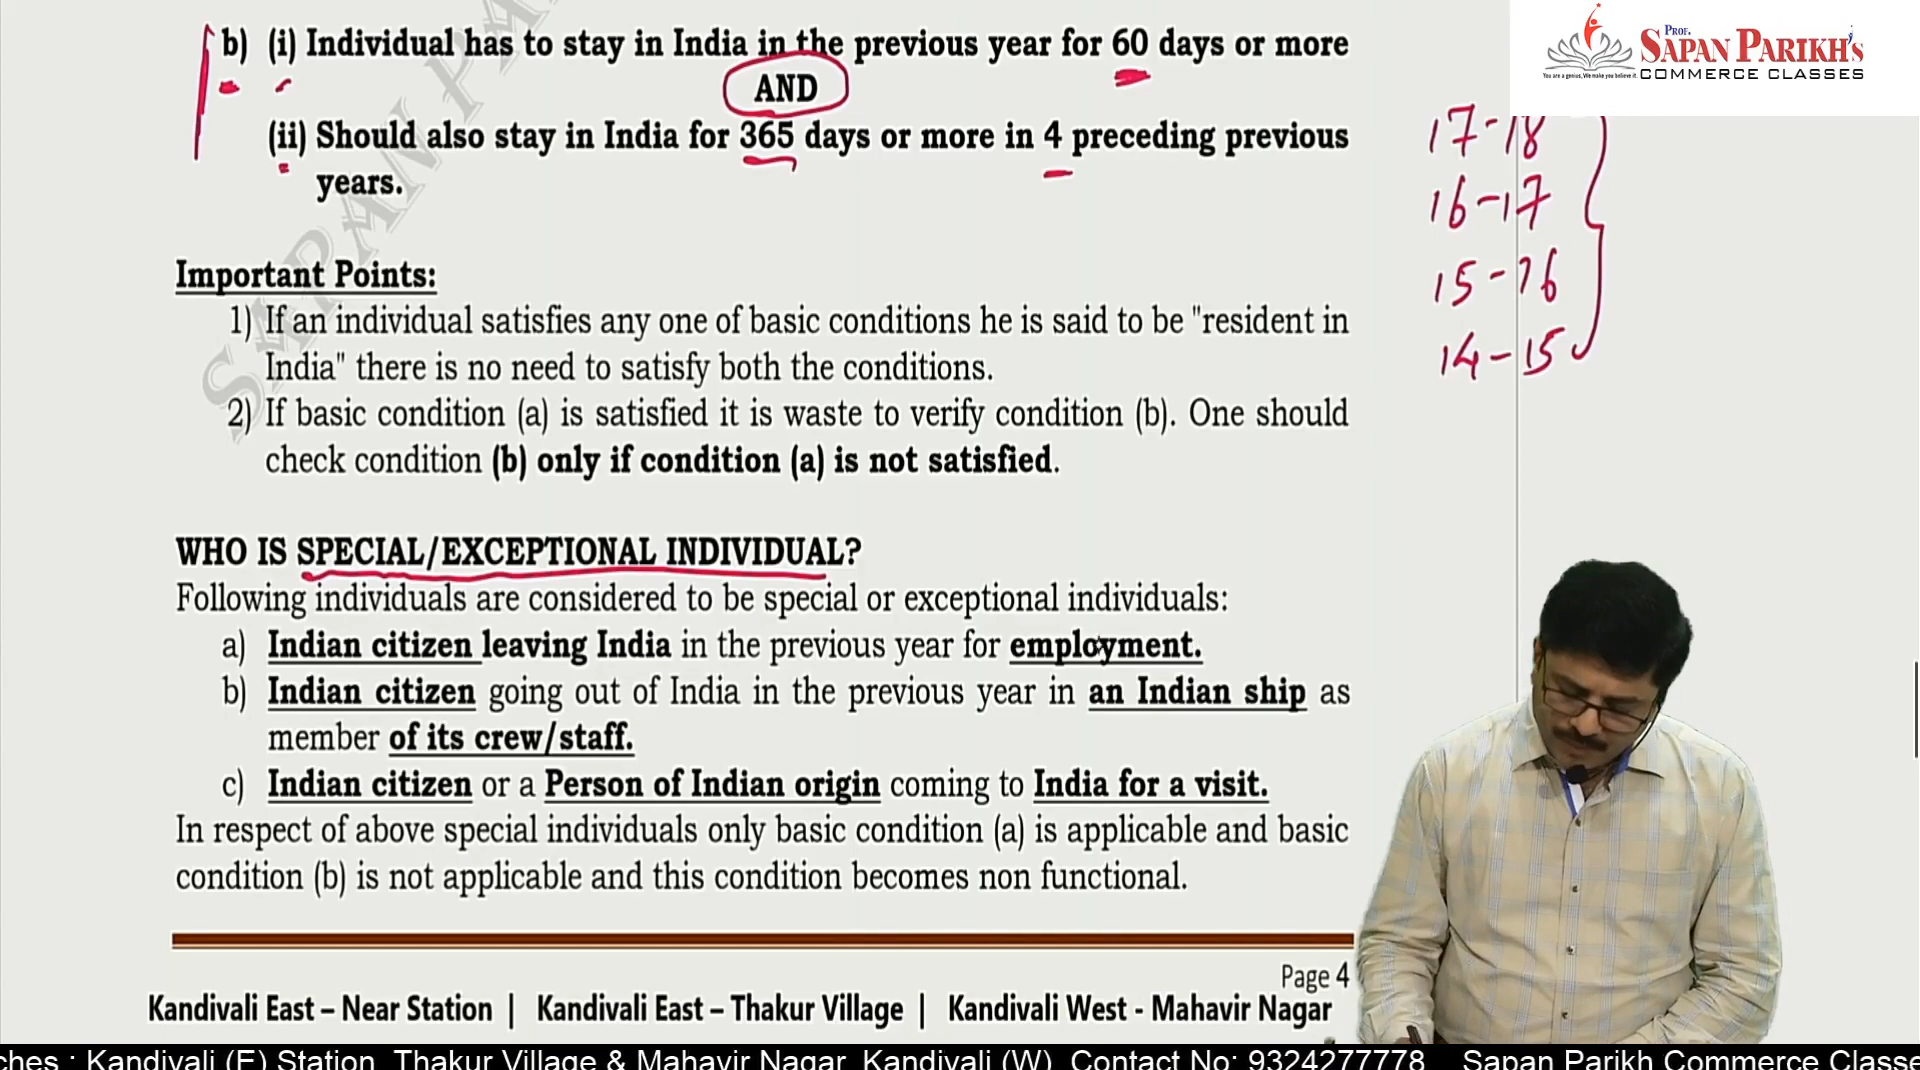 b) (i) Individual has to stay in India in the previous year for 60 days or more
AND
(ii) Should also stay in India for 365 days or more in 4 preceding previous
years.
Important Points:
1) If an individual satisfies any one of basic conditions he is said to be "resident in
India" there is no need to satisfy both the conditions.
2) If basic condition (a) is satisfied it is waste to verify condition (b). One should
check condition (b) only if condition (a) is not satisfied.
WHO IS SPECIAL/EXCEPTIONAL INDIVIDUAL?
Following individuals are considered to be special or exceptional individuals:
a) Indian citizen leaving India in the previous year for employment.
b) Indian citizen going out of India in the previous year in an Indian ship as
member of its crew/staff.
c) Indian citizen or a Person of Indian origin coming to India for a visit.
In respect of above special individuals only basic condition (a) is applicable and basic
condition (b) is not applicable and this condition becomes non functional.
Page 4
Kandivali East – Near Station | Kandivali East – Thakur Village | Kandivali West - Mahavir Nagar
SAPAN PA
PROF.
SAPAN PARIKH'S
You are a genius, We make you believe it.
COMMERCE CLASSES
17-18
16-17
15-16
14-15
ches : Kandivali (E) Station, Thakur Village & Mahavir Nagar, Kandivali (W) Contact No: 9324277778 Sapan Parikh Commerce Classe